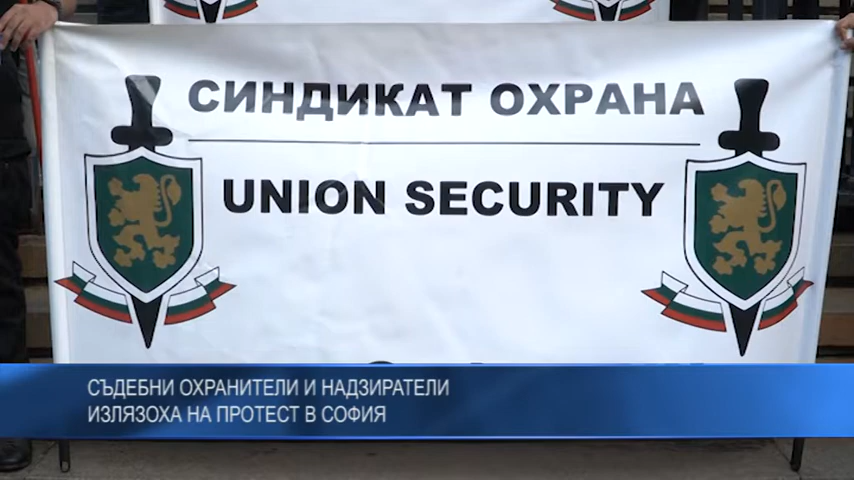 СИНДИКАТ ОХРАНА
UNION SECURITY
СЪДЕБНИ ОХРАНИТЕЛИ И НАДЗИРАТЕЛИ
ИЗЛЯЗОХА НА ПРОТЕСТ В СОФИЯ